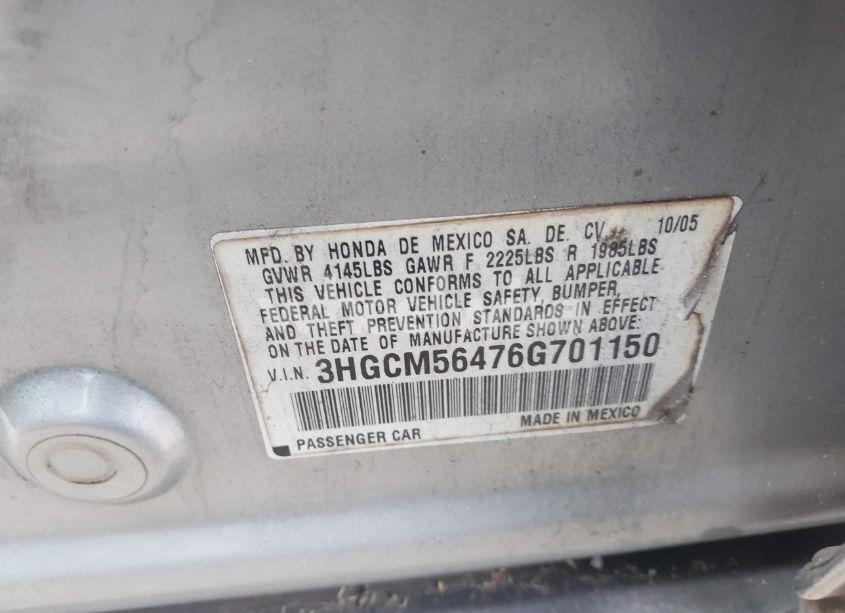 MFD. BY HONDA DE MEXICO SA. DE. CV. 10/05
GVWR 4145LBS GAWR F 2225LBS R 1985LBS
THIS VEHICLE CONFORMS TO ALL APPLICABLE
FEDERAL MOTOR VEHICLE SAFETY, BUMPER,
AND THEFT PREVENTION STANDARDS IN EFFECT
ON THE DATE OF MANUFACTURE SHOWN ABOVE.
V.I.N. 3HGCM56476G701150
PASSENGER CAR MADE IN MEXICO